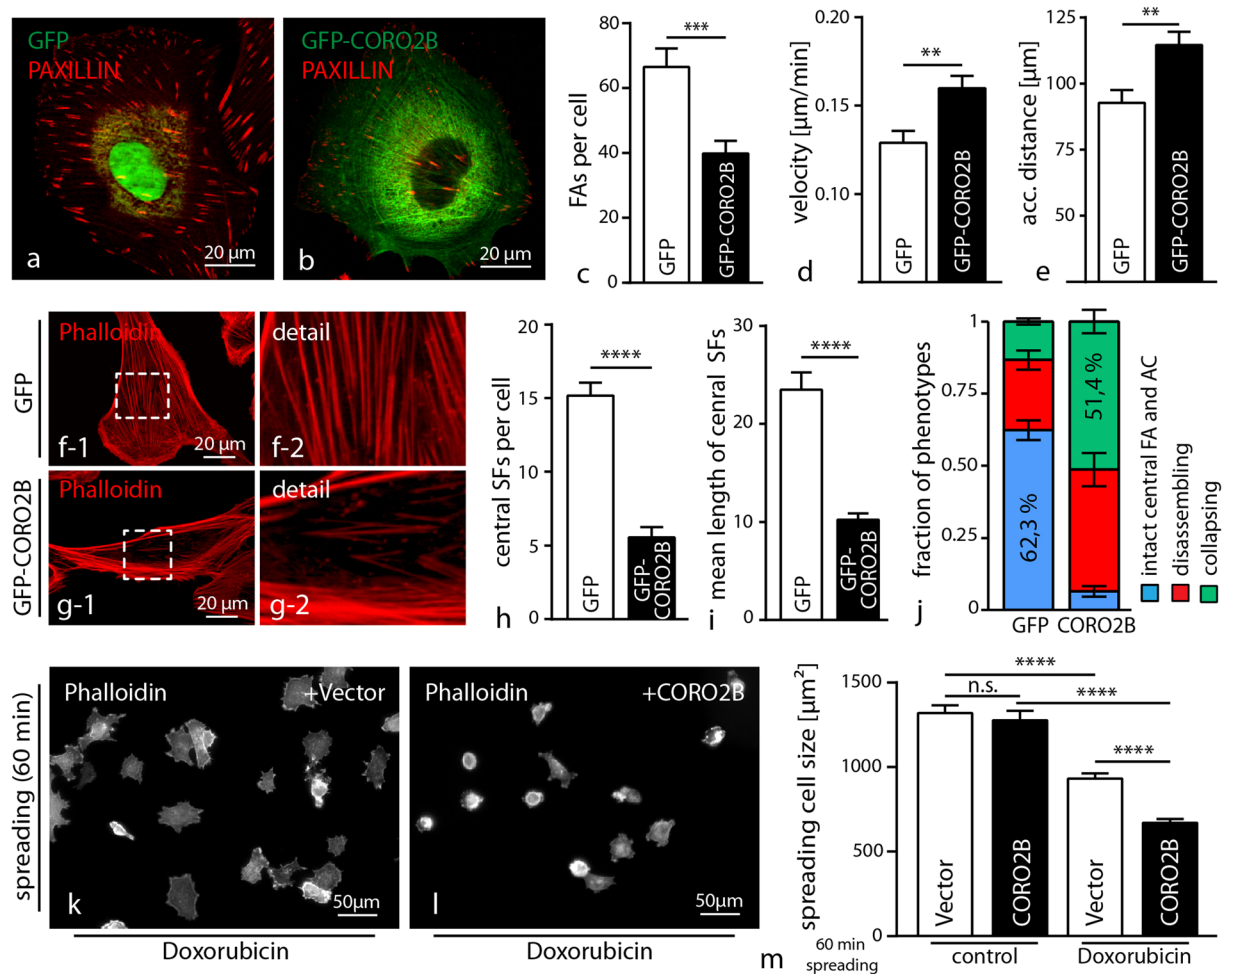 GFP
PAXILLIN
20 µm
a
GFP-CORO2B
PAXILLIN
20 µm
b
80
60
40
20
0
FAs per cell
***
GFP
GFP-CORO2B
c
0.20
0.15
0.10
velocity [µm/min]
**
GFP
GFP-CORO2B
d
125
100
75
50
acc. distance [µm]
**
GFP
GFP-CORO2B
e
GFP
Phalloidin
20 µm
f-1
detail
f-2
GFP-CORO2B
Phalloidin
20 µm
g-1
detail
g-2
20
15
10
5
0
central SFs per cell
****
GFP
GFP-
CORO2B
h
30
20
10
0
mean length of cenral SFs
****
GFP
GFP-
CORO2B
i
1
0.75
0.50
0.25
0
fraction of phenotypes
62,3 %
51,4 %
GFP CORO2B
j
intact central FA and AC
disassembling
collapsing
spreading (60 min)
Phalloidin +Vector
k
50µm
Doxorubicin
Phalloidin +CORO2B
l
50µm
Doxorubicin
1500
1000
500
0
spreading cell size [µm²]
****
n.s.
****
****
Vector
CORO2B
Vector
CORO2B
m
60 min
spreading
control
Doxorubicin